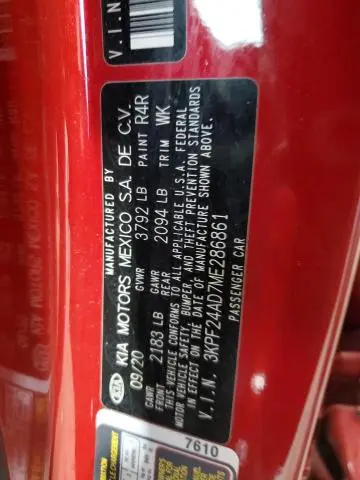 V.I.N
MANUFACTURED BY
KIA KIA MOTORS MEXICO S.A. DE C.V.
09/20 GVWR 3792 LB PAINT R4R
GAWR FRONT 2183 LB GAWR REAR 2094 LB TRIM WK
THIS VEHICLE CONFORMS TO ALL APPLICABLE U.S.A. FEDERAL
MOTOR VEHICLE SAFETY, BUMPER, AND THEFT PREVENTION STANDARDS
IN EFFECT ON THE DATE OF MANUFACTURE SHOWN ABOVE.
V.I.N. 3KPF24AD7ME286861
PASSENGER CAR
7610